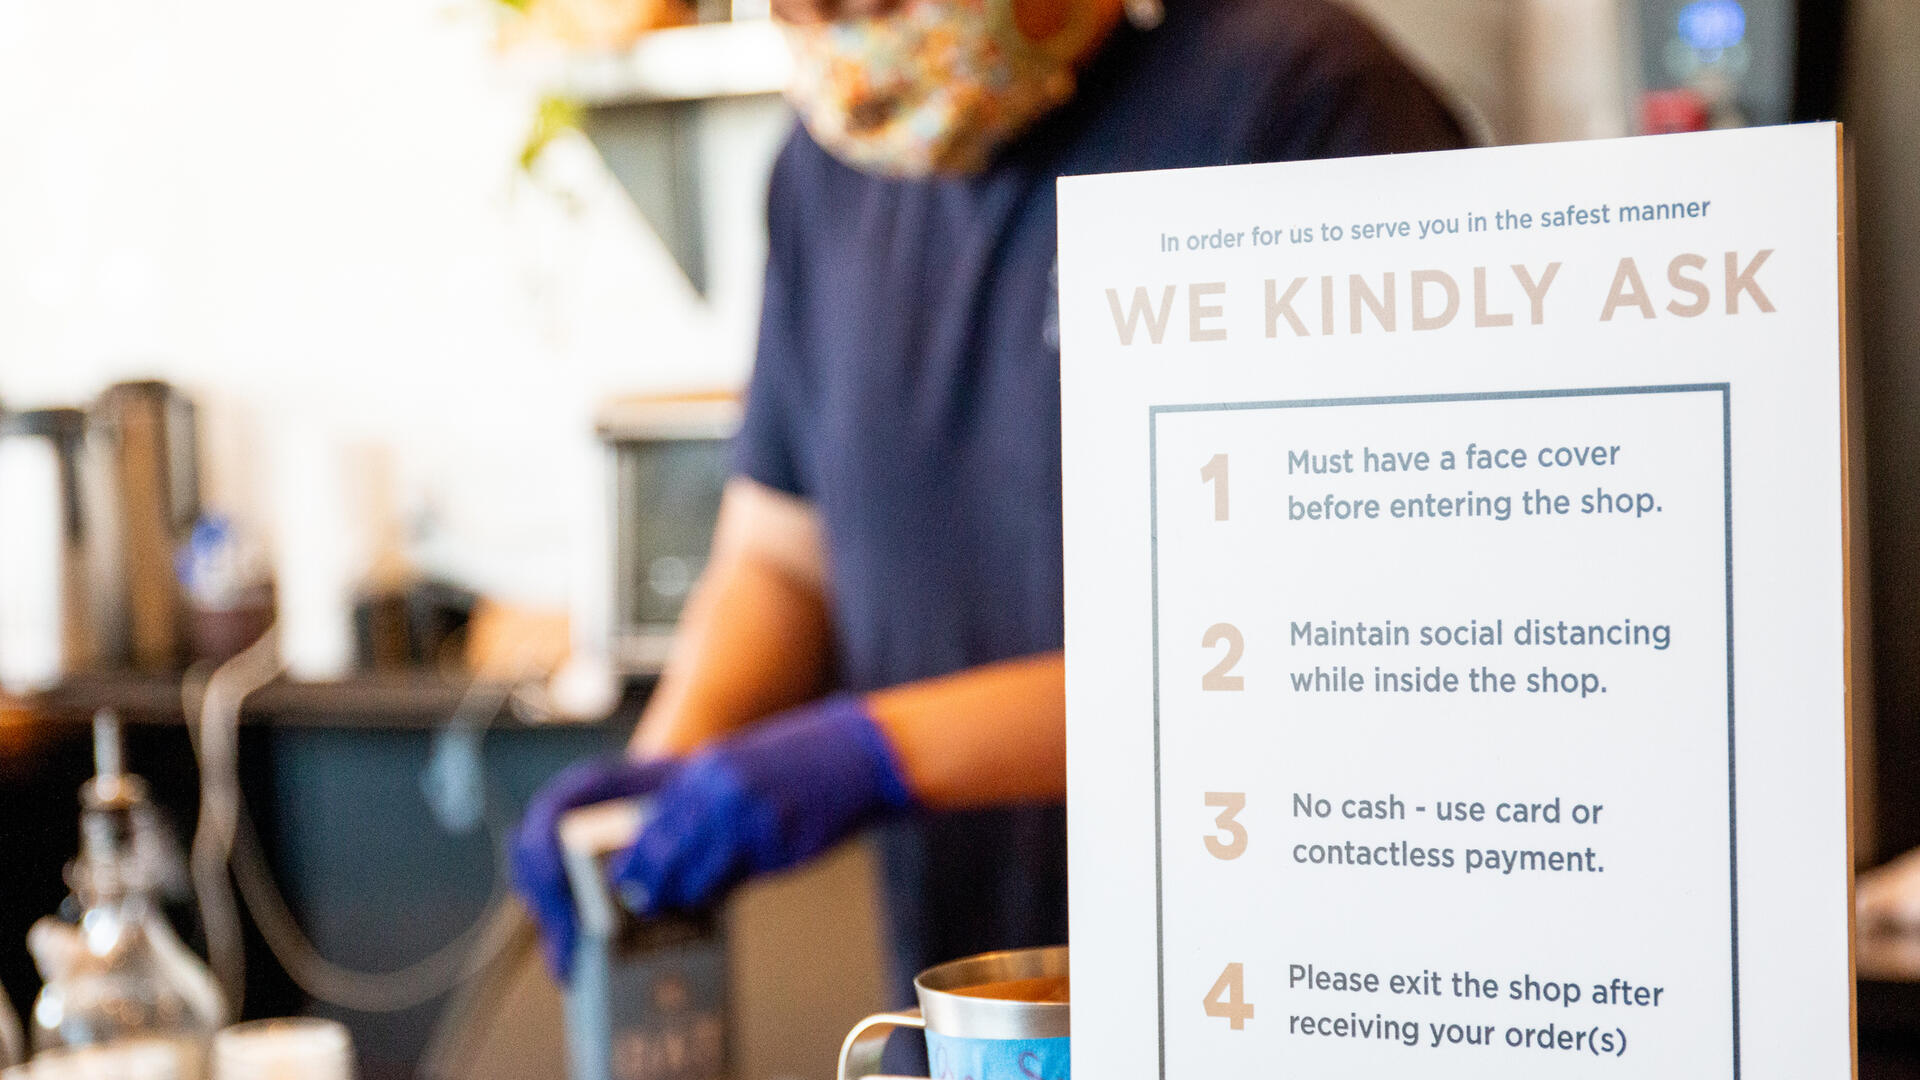 In order for us to serve you in the safest manner
WE KINDLY ASK
1 Must have a face cover
before entering the shop.
2 Maintain social distancing
while inside the shop.
3 No cash - use card or
contactless payment.
4 Please exit the shop after
receiving your order(s)